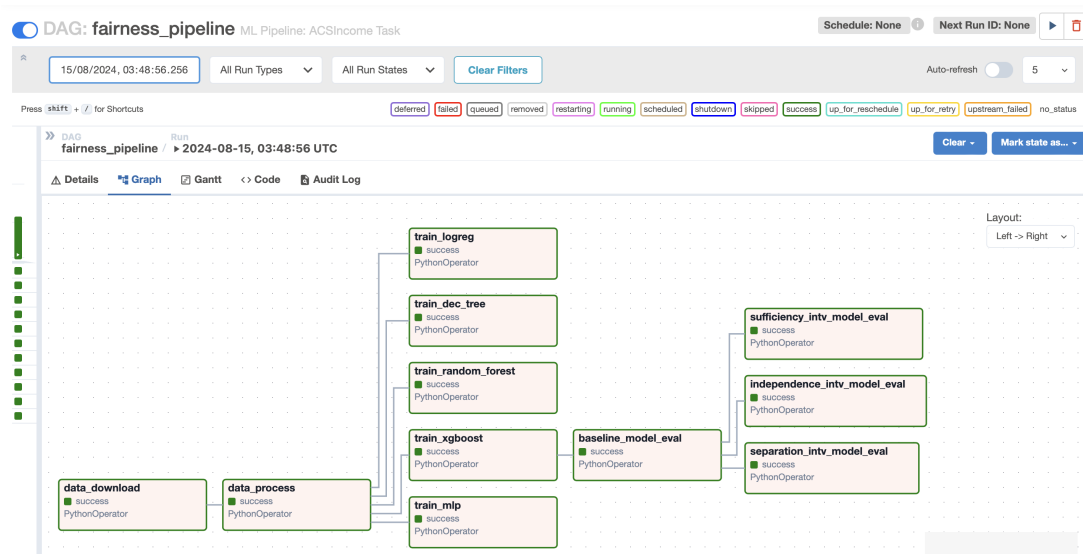 DAG: fairness_pipeline ML Pipeline: ACSIncome Task
Schedule: None
Next Run ID: None
15/08/2024, 03:48:56.256
All Run Types
All Run States
Clear Filters
Auto-refresh
5
Press shift + / for Shortcuts
deferred failed queued removed restarting running scheduled shutdown skipped success up_for_reschedule up_for_retry upstream_failed no_status
DAG
fairness_pipeline /
Run
2024-08-15, 03:48:56 UTC
Clear
Mark state as...
Details
Graph
Gantt
Code
Audit Log
Layout:
Left -> Right
data_download
success
PythonOperator
data_process
success
PythonOperator
train_logreg
success
PythonOperator
train_dec_tree
success
PythonOperator
train_random_forest
success
PythonOperator
train_xgboost
success
PythonOperator
train_mlp
success
PythonOperator
baseline_model_eval
success
PythonOperator
sufficiency_intv_model_eval
success
PythonOperator
independence_intv_model_eval
success
PythonOperator
separation_intv_model_eval
success
PythonOperator